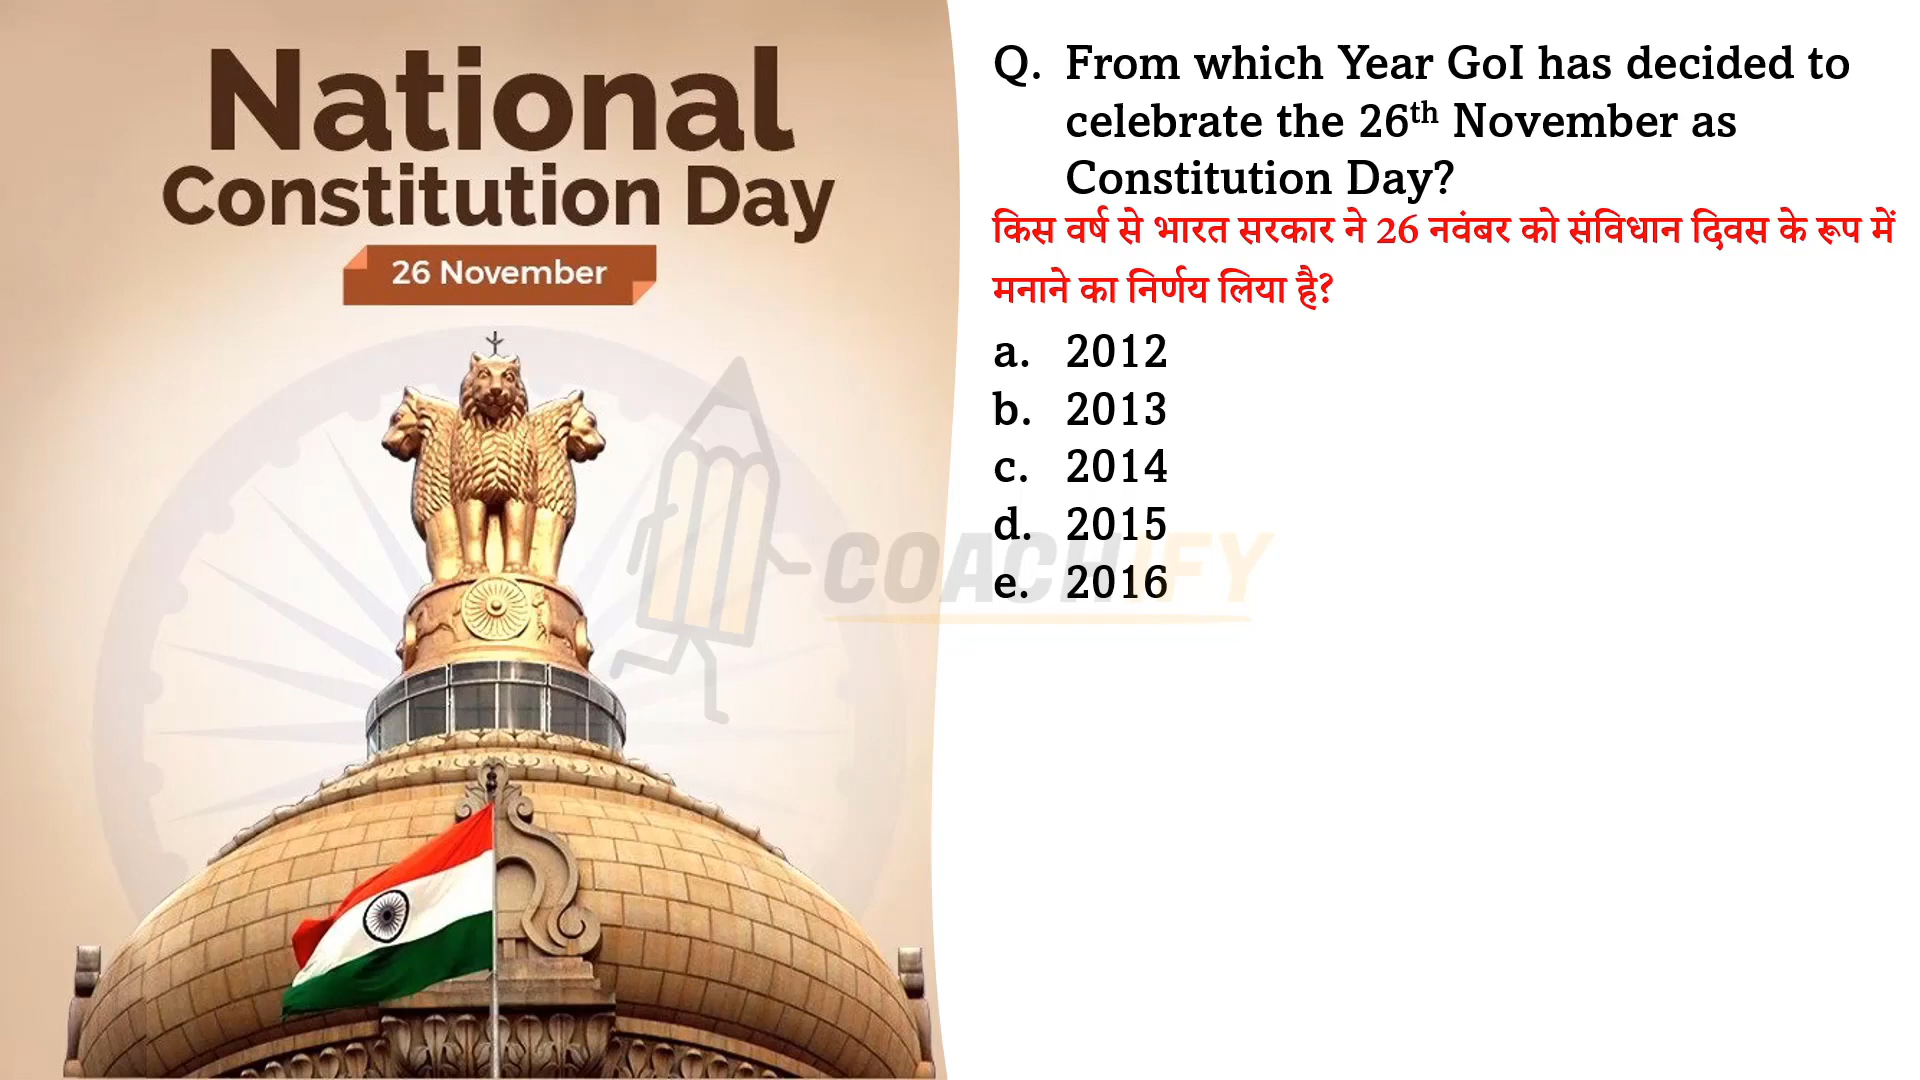 National
Constitution Day
26 November
Q. From which Year GoI has decided to
celebrate the 26th November as
Constitution Day?
किस वर्ष से भारत सरकार ने 26 नवंबर को संविधान दिवस के रूप में
मनाने का निर्णय लिया है?
a. 2012
b. 2013
c. 2014
d. 2015
e. 2016
COACHIFY